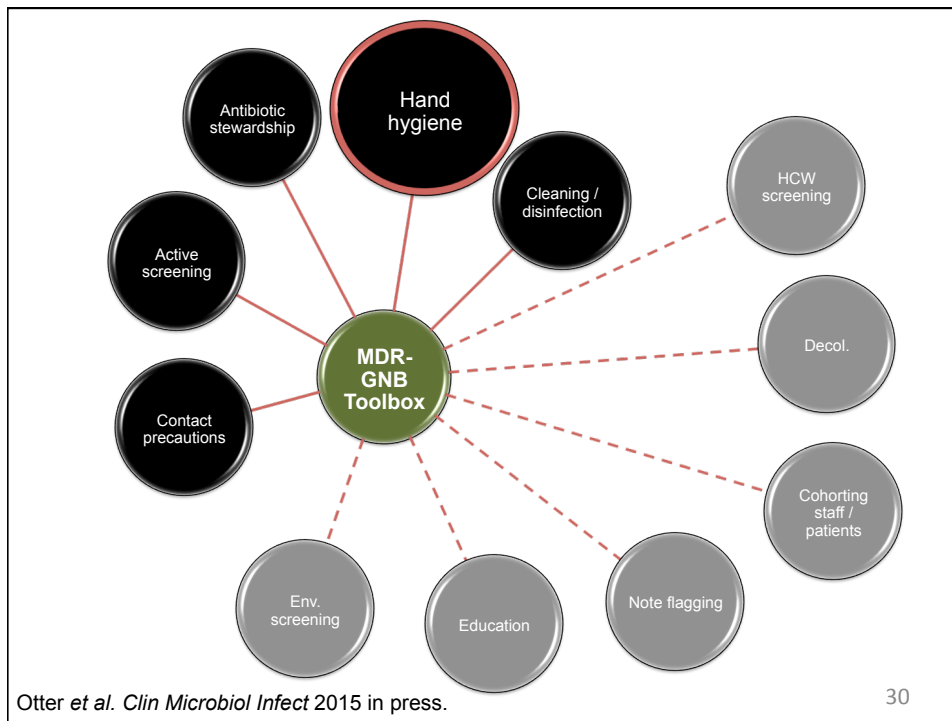 Hand
hygiene
Antibiotic
stewardship
Cleaning /
disinfection
HCW
screening
Active
screening
Decol.
MDR-
GNB
Toolbox
Contact
precautions
Cohorting
staff /
patients
Env.
screening
Education
Note flagging
Otter et al. Clin Microbiol Infect 2015 in press.
30